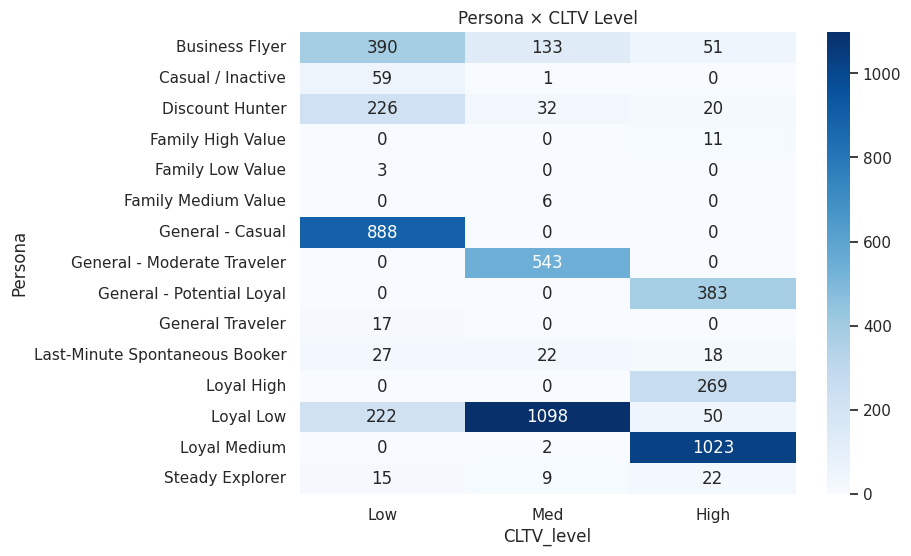 Persona × CLTV Level
Persona
Business Flyer 390 133 51
Casual / Inactive 59 1 0
Discount Hunter 226 32 20
Family High Value 0 0 11
Family Low Value 3 0 0
Family Medium Value 0 6 0
General - Casual 888 0 0
General - Moderate Traveler 0 543 0
General - Potential Loyal 0 0 383
General Traveler 17 0 0
Last-Minute Spontaneous Booker 27 22 18
Loyal High 0 0 269
Loyal Low 222 1098 50
Loyal Medium 0 2 1023
Steady Explorer 15 9 22
Low Med High
CLTV_level
1000
800
600
400
200
0